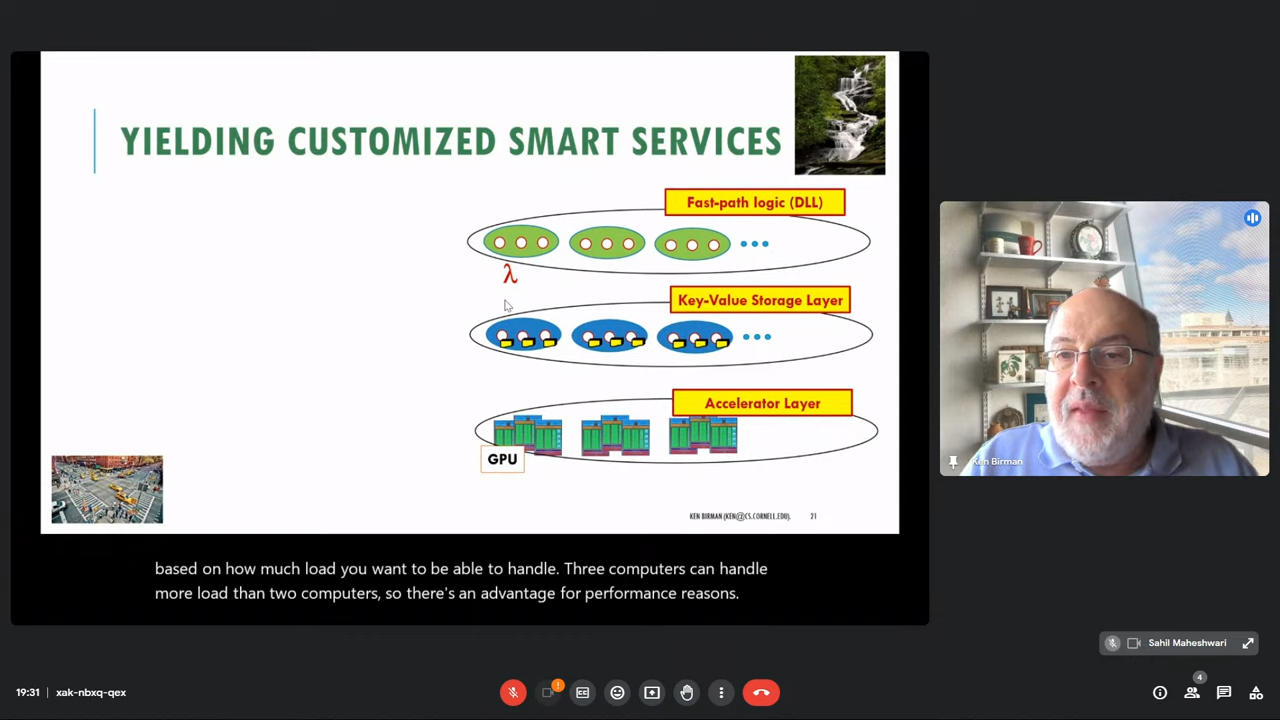 YIELDING CUSTOMIZED SMART SERVICES
Fast-path logic (DLL)
λ
Key-Value Storage Layer
Accelerator Layer
GPU
KEN BIRMAN (KEN@CS.CORNELL.EDU). 21
based on how much load you want to be able to handle. Three computers can handle
more load than two computers, so there's an advantage for performance reasons.
Ken Birman
Sahil Maheshwari
19:31 xak-nbxq-qex
4